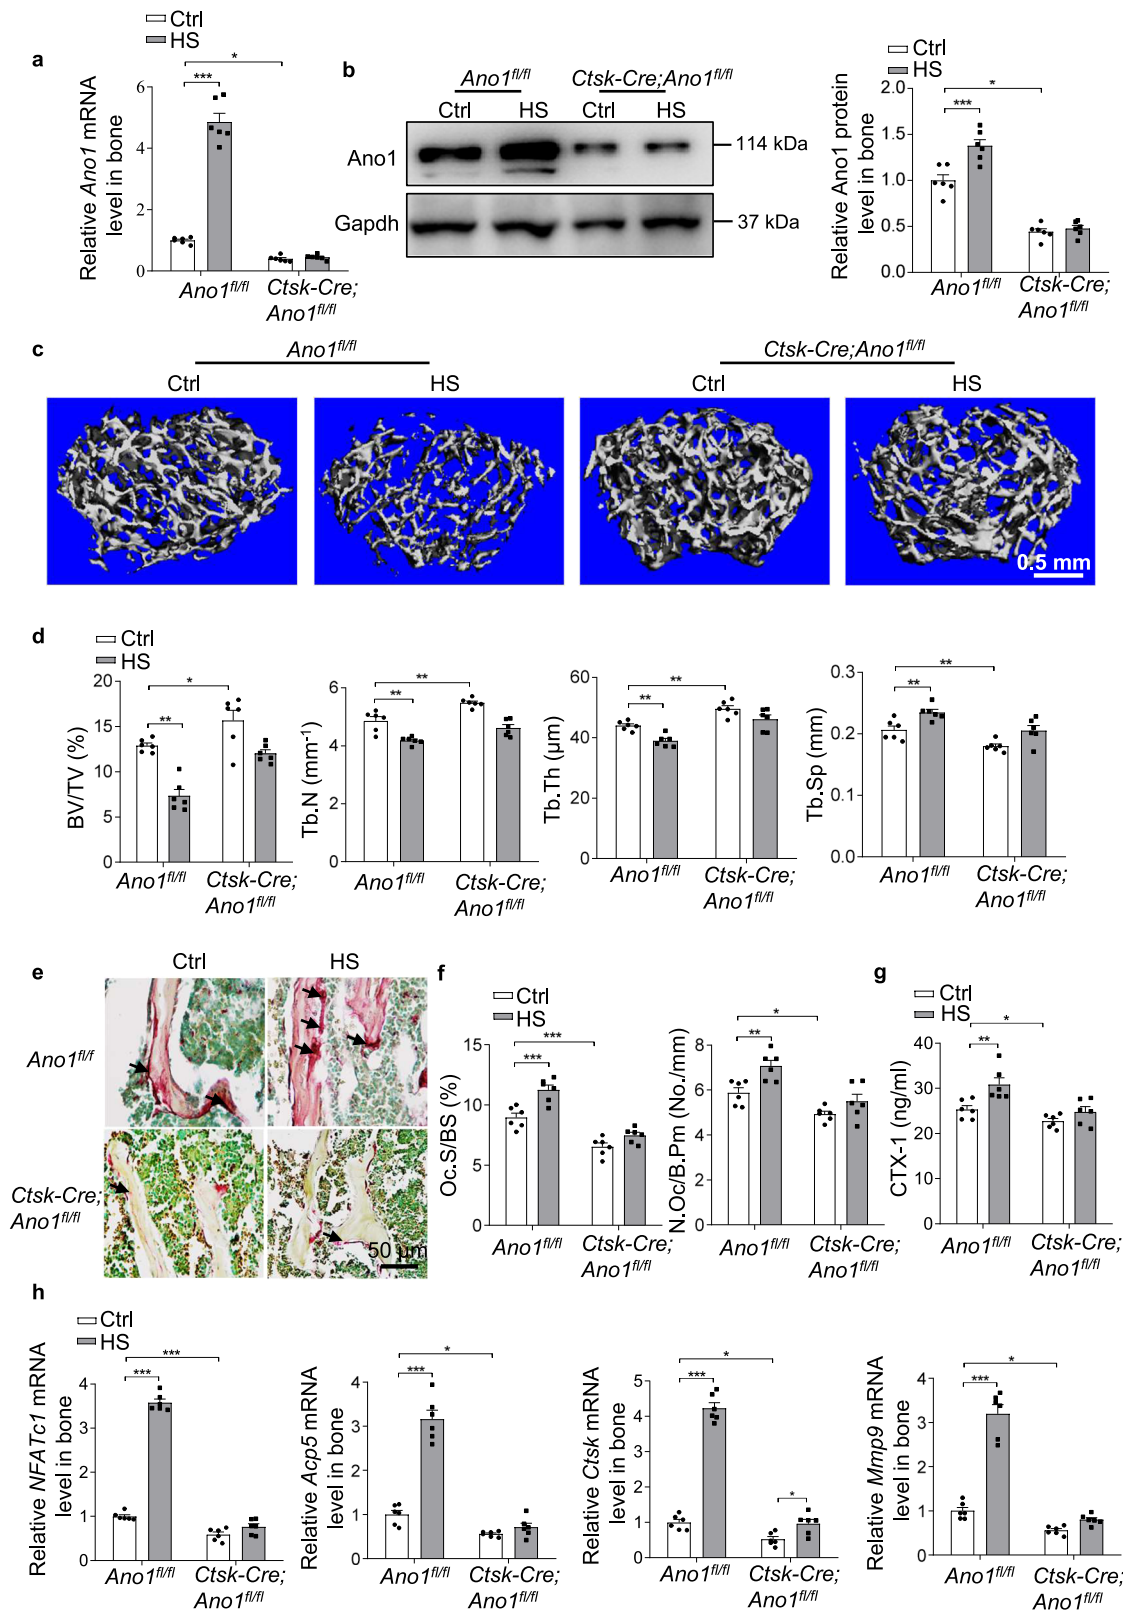 Ctrl
HS
a
Relative Ano1 mRNA
level in bone
*
***
6
4
2
0
Ano1fl/fl
Ctsk-Cre;
Ano1fl/fl
b
Ano1fl/fl
Ctsk-Cre;Ano1fl/fl
Ctrl HS Ctrl HS
Ano1
114 kDa
Gapdh
37 kDa
Ctrl
HS
Relative Ano1 protein
level in bone
*
***
2.0
1.5
1.0
0.5
0.0
Ano1fl/fl
Ctsk-Cre;
Ano1fl/fl
c
Ano1fl/fl
Ctsk-Cre;Ano1fl/fl
Ctrl HS Ctrl HS
0.5 mm
d
Ctrl
HS
BV/TV (%)
*
**
20
15
10
5
0
Ano1fl/fl
Ctsk-Cre;
Ano1fl/fl
Tb.N (mm-1)
**
**
6
4
2
0
Ano1fl/fl
Ctsk-Cre;
Ano1fl/fl
Tb.Th (μm)
**
**
60
40
20
0
Ano1fl/fl
Ctsk-Cre;
Ano1fl/fl
Tb.Sp (mm)
**
**
0.3
0.2
0.1
0.0
Ano1fl/fl
Ctsk-Cre;
Ano1fl/fl
e
Ctrl HS
Ano1fl/f
Ctsk-Cre;
Ano1fl/fl
50 μm
f
Ctrl
HS
Oc.S/BS (%)
***
***
15
10
5
0
Ano1fl/fl
Ctsk-Cre;
Ano1fl/fl
N.Oc/B.Pm (No./mm)
*
**
8
6
4
2
0
Ano1fl/fl
Ctsk-Cre;
Ano1fl/fl
g
Ctrl
HS
CTX-1 (ng/ml)
*
**
40
30
20
10
0
Ano1fl/fl
Ctsk-Cre;
Ano1fl/fl
h
Ctrl
HS
Relative NFATc1 mRNA
level in bone
***
***
4
3
2
1
0
Ano1fl/fl
Ctsk-Cre;
Ano1fl/fl
Relative Acp5 mRNA
level in bone
*
***
4
3
2
1
0
Ano1fl/fl
Ctsk-Cre;
Ano1fl/fl
Relative Ctsk mRNA
level in bone
*
***
*
5
4
3
2
1
0
Ano1fl/fl
Ctsk-Cre;
Ano1fl/fl
Relative Mmp9 mRNA
level in bone
*
***
4
3
2
1
0
Ano1fl/fl
Ctsk-Cre;
Ano1fl/fl